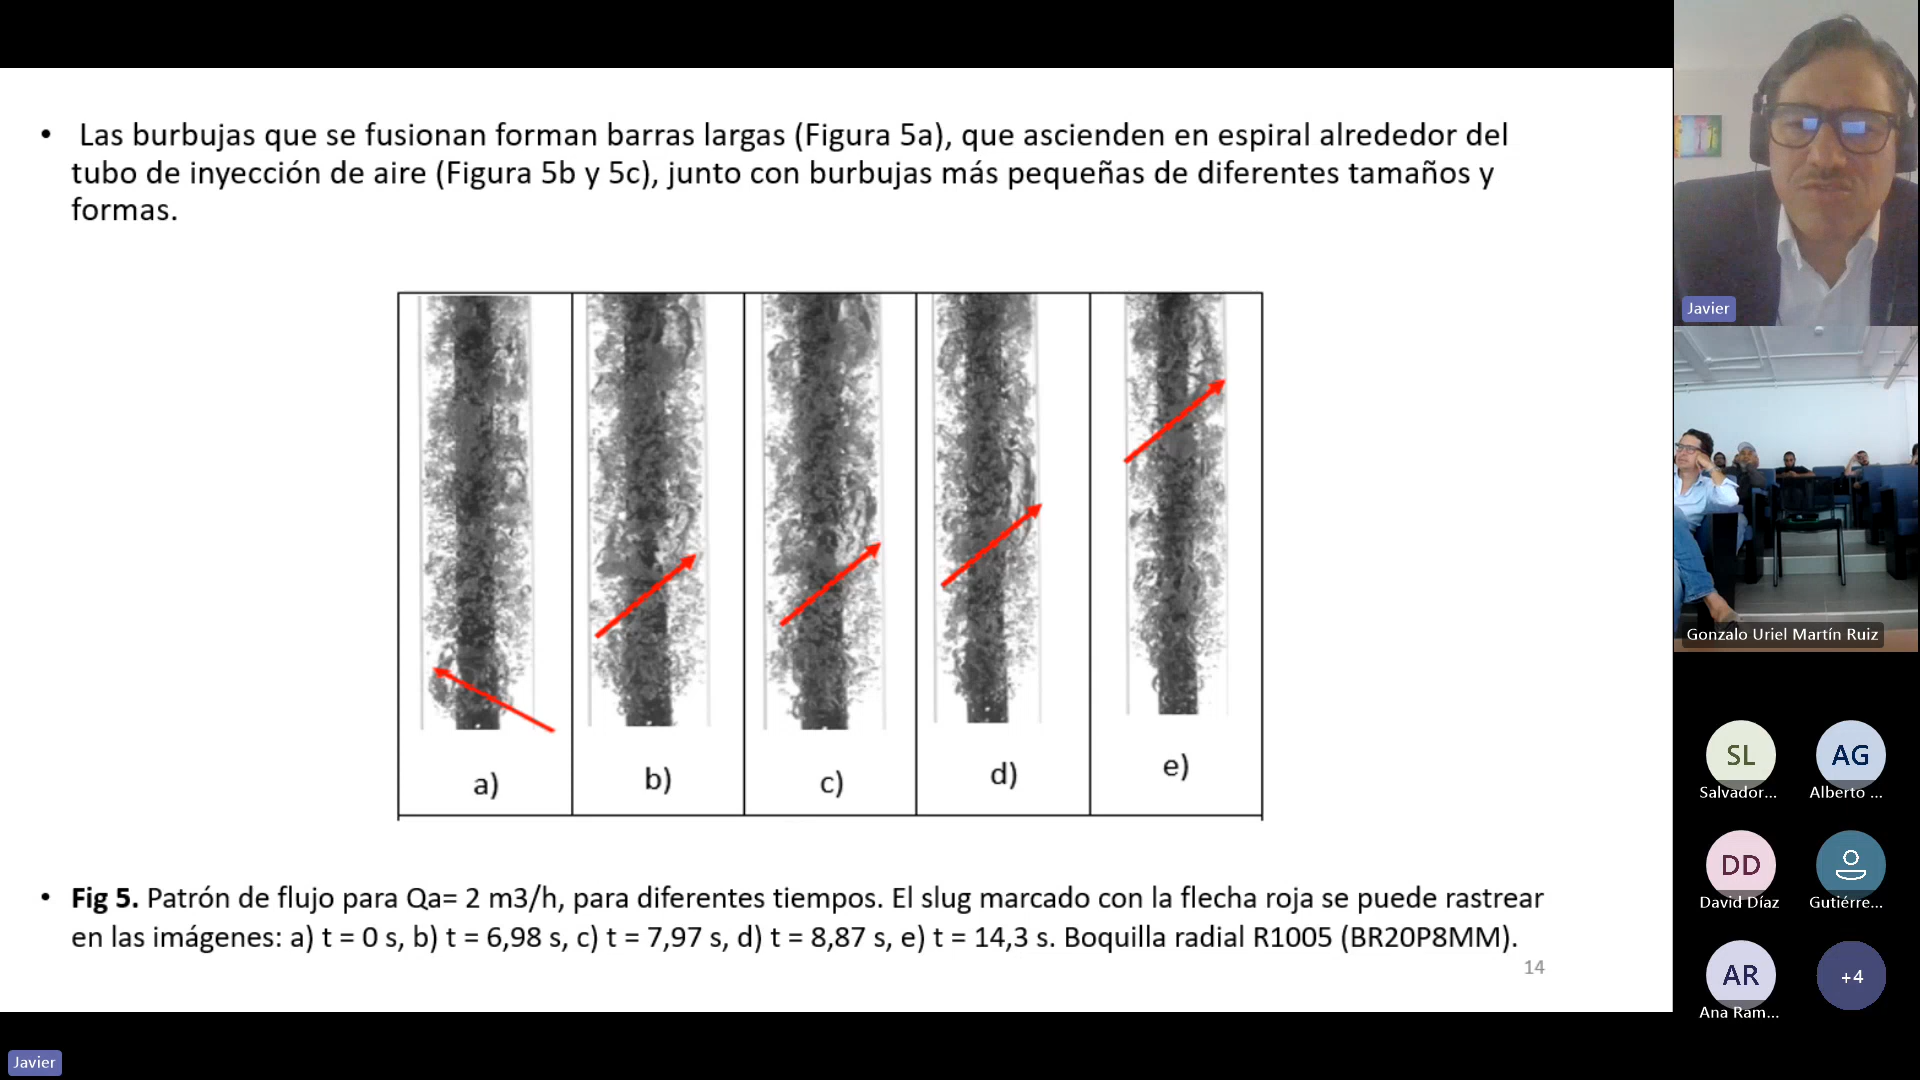 • Las burbujas que se fusionan forman barras largas (Figura 5a), que ascienden en espiral alrededor del
tubo de inyección de aire (Figura 5b y 5c), junto con burbujas más pequeñas de diferentes tamaños y
formas.
a)
b)
c)
d)
e)
• Fig 5. Patrón de flujo para Qa= 2 m3/h, para diferentes tiempos. El slug marcado con la flecha roja se puede rastrear
en las imágenes: a) t = 0 s, b) t = 6,98 s, c) t = 7,97 s, d) t = 8,87 s, e) t = 14,3 s. Boquilla radial R1005 (BR20P8MM).
14
Javier
Javier
Gonzalo Uriel Martín Ruiz
SL
Salvador...
AG
Alberto ...
DD
David Díaz
Gutiérre...
AR
Ana Ram...
+4